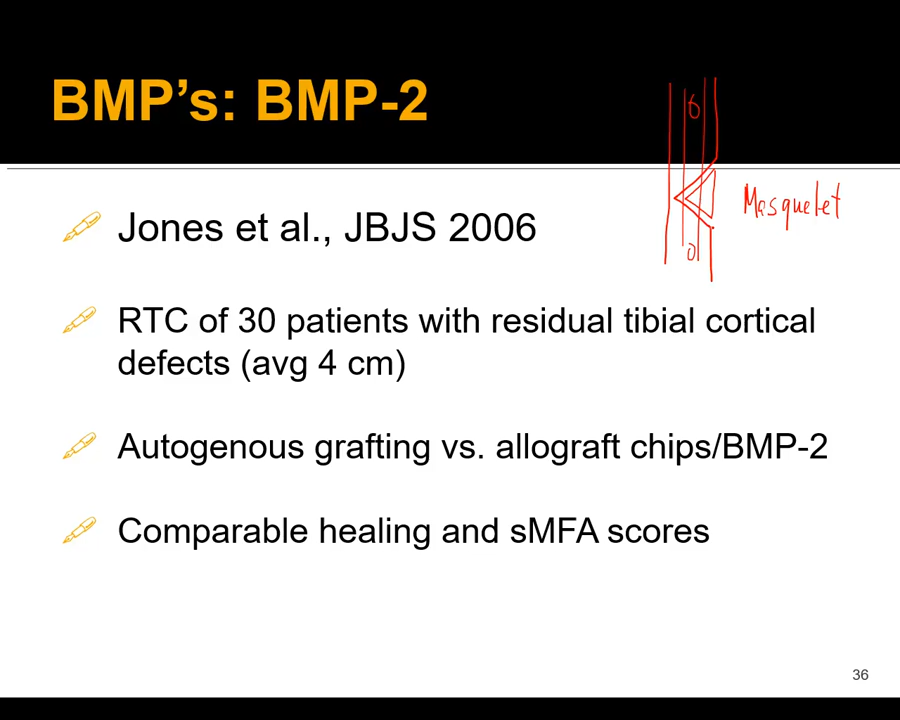 BMP's: BMP-2
Masquelet
Jones et al., JBJS 2006
RTC of 30 patients with residual tibial cortical
defects (avg 4 cm)
Autogenous grafting vs. allograft chips/BMP-2
Comparable healing and sMFA scores
36